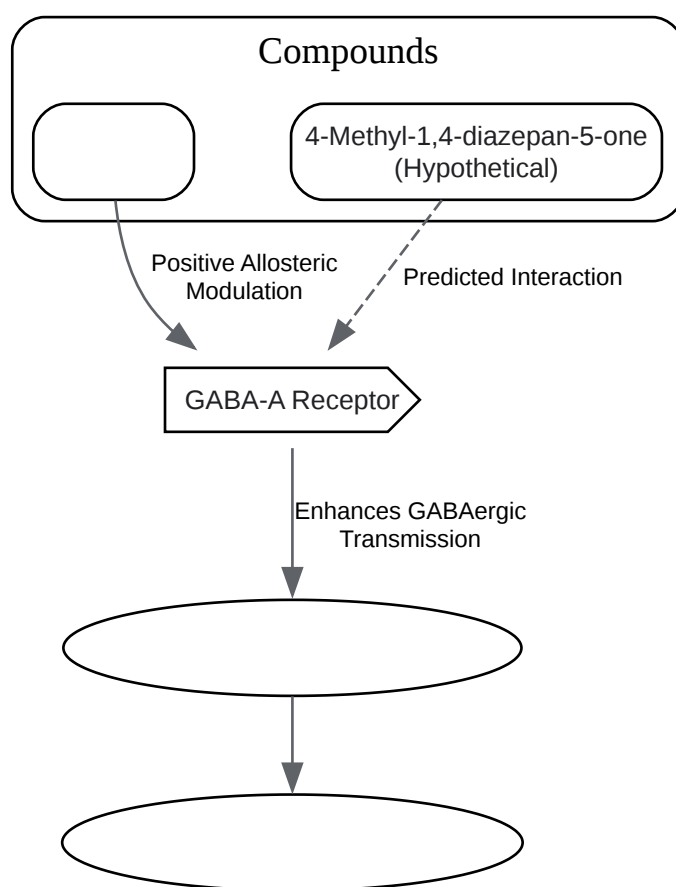 Compounds
4-Methyl-1,4-diazepan-5-one
(Hypothetical)
Positive Allosteric
Modulation
Predicted Interaction
GABA-A Receptor
Enhances GABAergic
Transmission